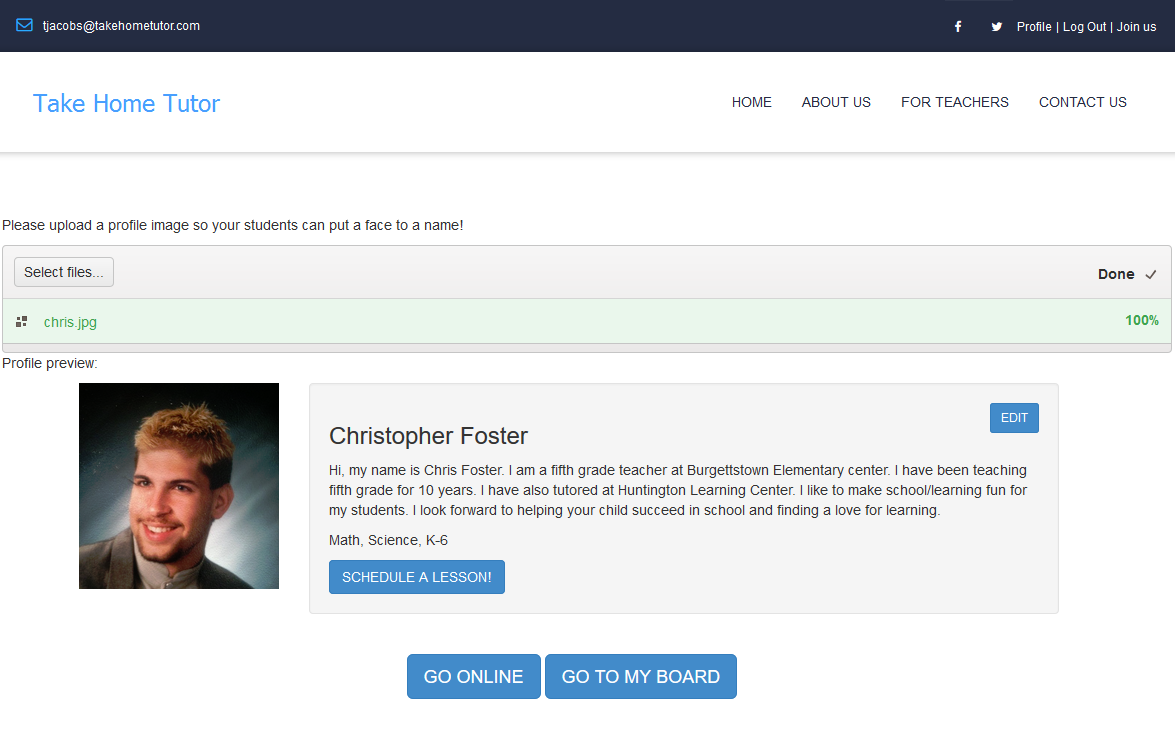 tjacobs@takehometutor.com
Profile | Log Out | Join us
Take Home Tutor
HOME ABOUT US FOR TEACHERS CONTACT US
Please upload a profile image so your students can put a face to a name!
Select files...
Done
chris.jpg
100%
Profile preview:
EDIT
Christopher Foster
Hi, my name is Chris Foster. I am a fifth grade teacher at Burgettstown Elementary center. I have been teaching
fifth grade for 10 years. I have also tutored at Huntington Learning Center. I like to make school/learning fun for
my students. I look forward to helping your child succeed in school and finding a love for learning.
Math, Science, K-6
SCHEDULE A LESSON!
GO ONLINE GO TO MY BOARD